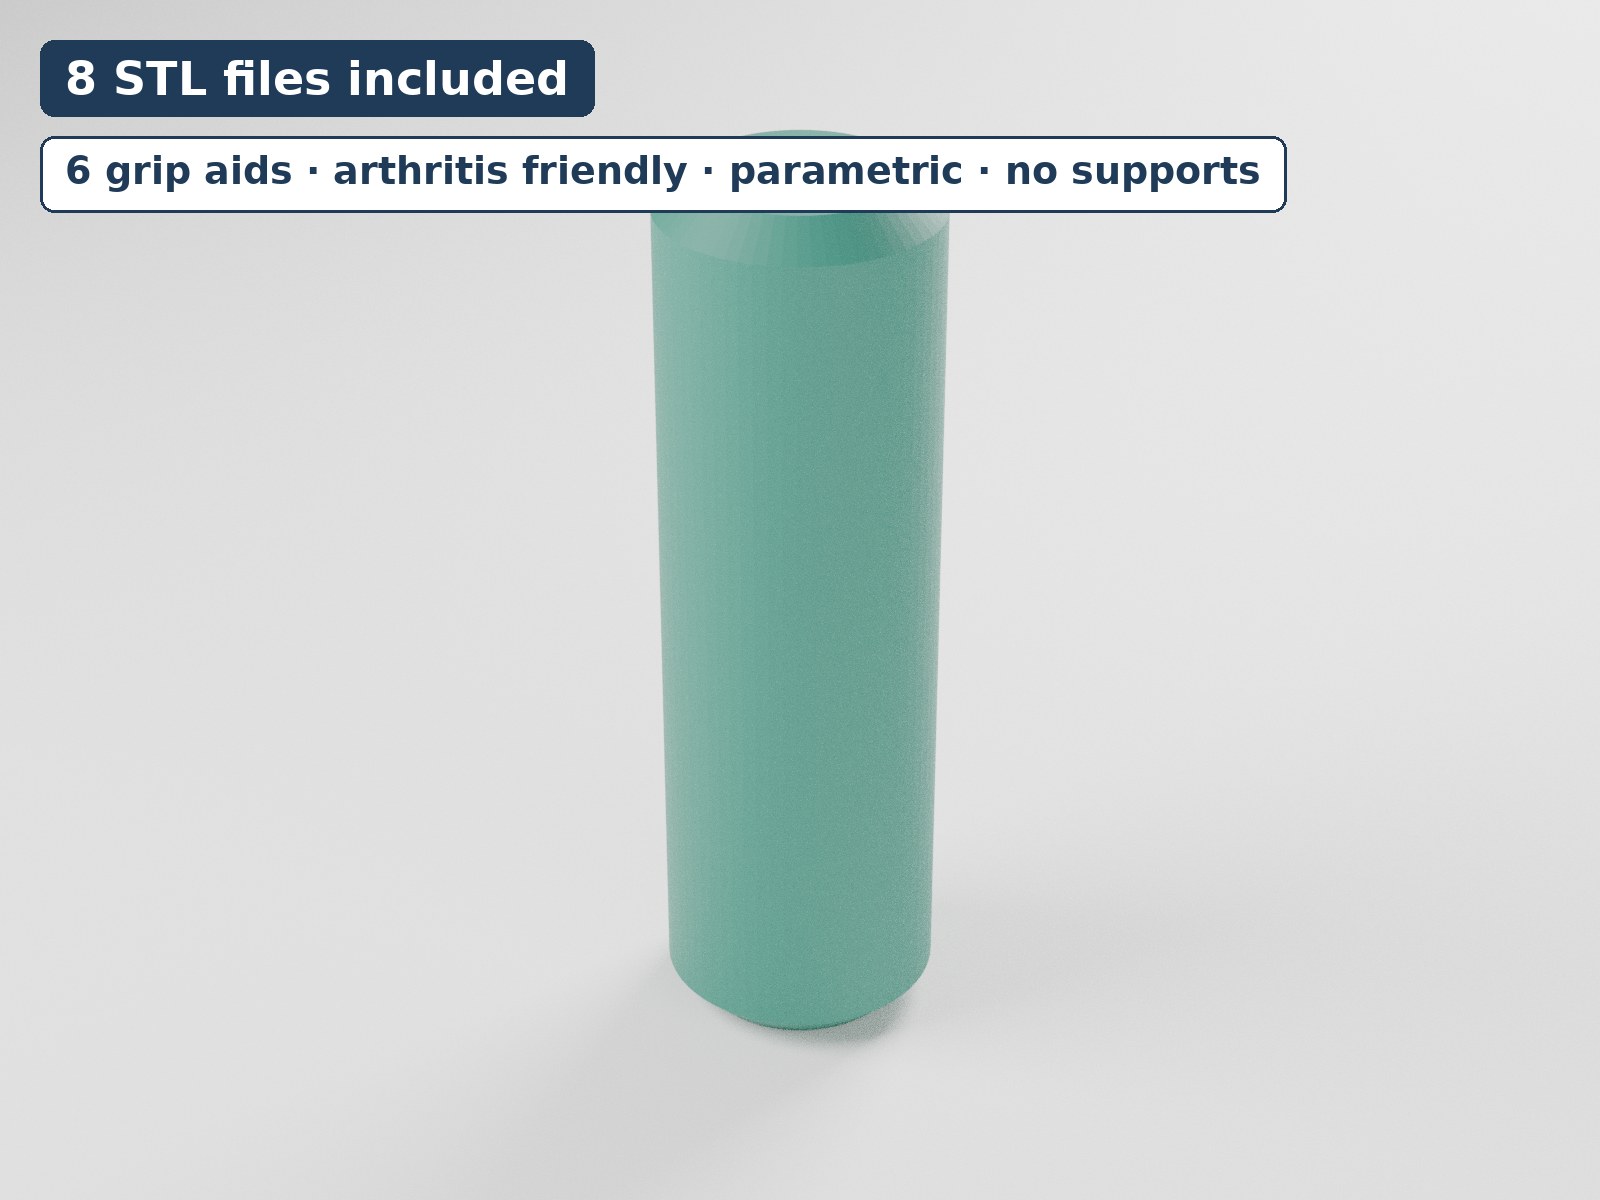 8 STL files included
6 grip aids · arthritis friendly · parametric · no supports